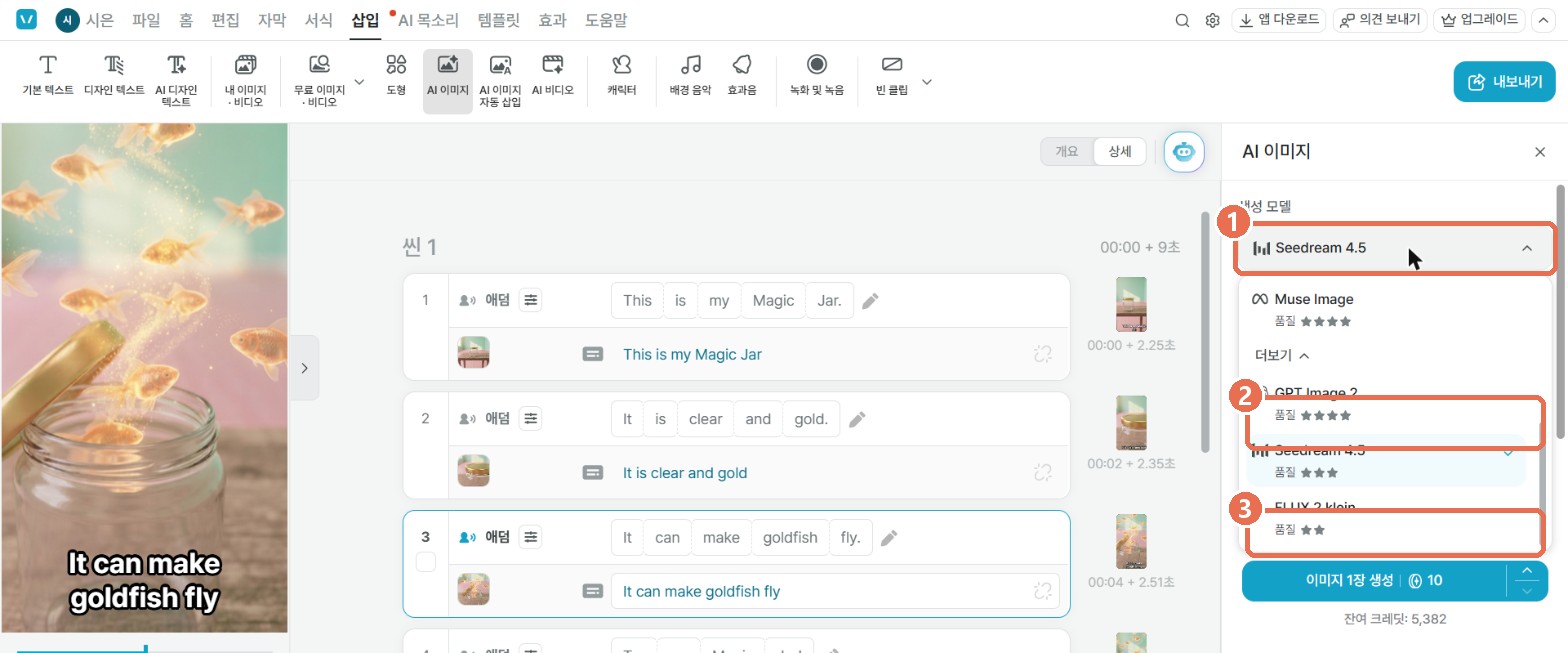 시 시은 파일 홈 편집 자막 서식 삽입 AI 목소리 템플릿 효과 도움말 앱 다운로드 의견 보내기 업그레이드
기본 텍스트 디자인 텍스트 AI 디자인 텍스트 내 이미지 · 비디오 무료 이미지 · 비디오 도형 AI 이미지 AI 이미지 자동 삽입 AI 비디오 캐릭터 배경 음악 효과음 녹화 및 녹음 빈 클립 내보내기
It can make
goldfish fly
개요 상세
씬 1 00:00 + 9초
1 애덤 This is my Magic Jar.
This is my Magic Jar
00:00 + 2.25초
2 애덤 It is clear and gold.
It is clear and gold
00:02 + 2.35초
3 애덤 It can make goldfish fly.
It can make goldfish fly
00:04 + 2.51초
AI 이미지
생성 모델
1
Seedream 4.5
Muse Image
품질 ★★★★
더보기
2
GPT Image 2
품질 ★★★★
Seedream 4.5
품질 ★★★
3
FLUX 2 klein
품질 ★★
이미지 1장 생성 10
잔여 크레딧: 5,382